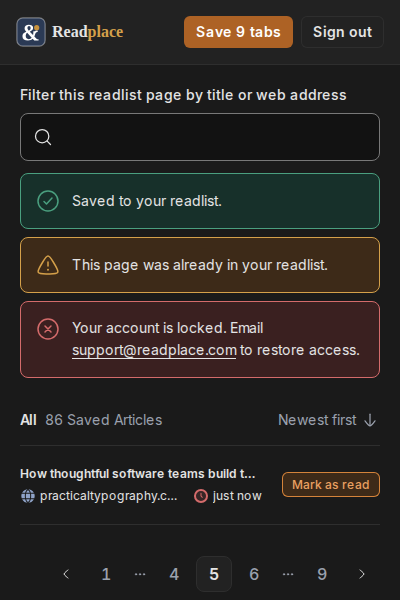 & Readplace
Save 9 tabs
Sign out
Filter this readlist page by title or web address
Saved to your readlist.
This page was already in your readlist.
Your account is locked. Email
support@readplace.com to restore access.
All 86 Saved Articles
Newest first
How thoughtful software teams build t...
practicaltypography.c... just now
Mark as read
1 ... 4 5 6 ... 9